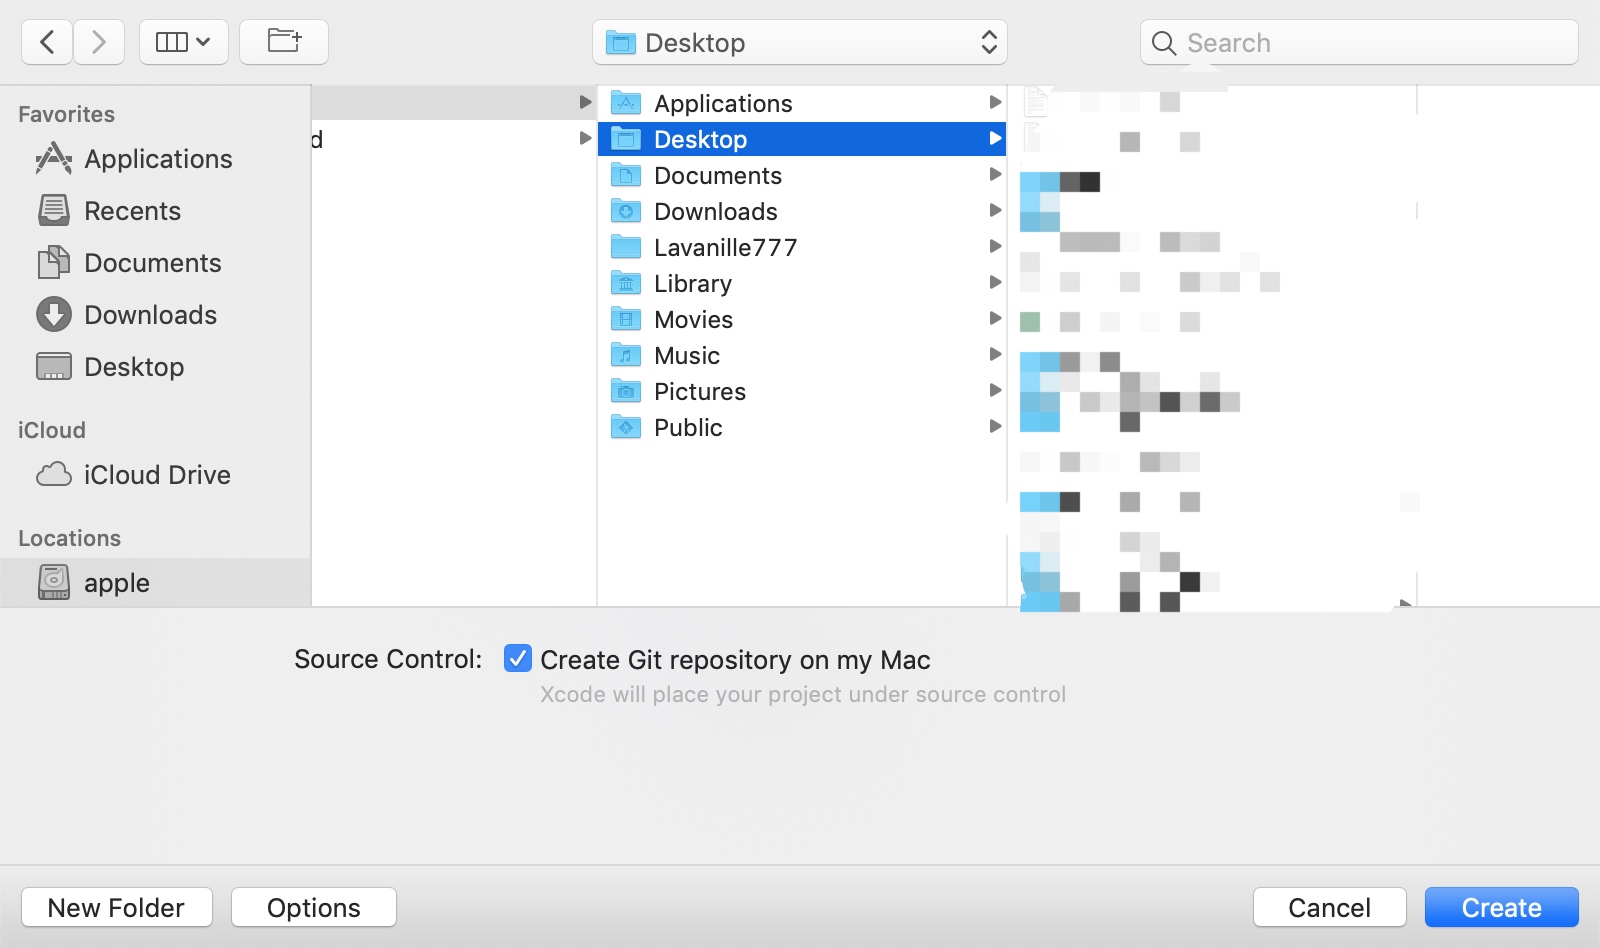 Desktop
Search
Favorites
Applications
Recents
Documents
Downloads
Desktop
iCloud
iCloud Drive
Locations
apple
d
Applications
Desktop
Documents
Downloads
Lavanille777
Library
Movies
Music
Pictures
Public
Source Control: Create Git repository on my Mac
Xcode will place your project under source control
New Folder
Options
Cancel
Create